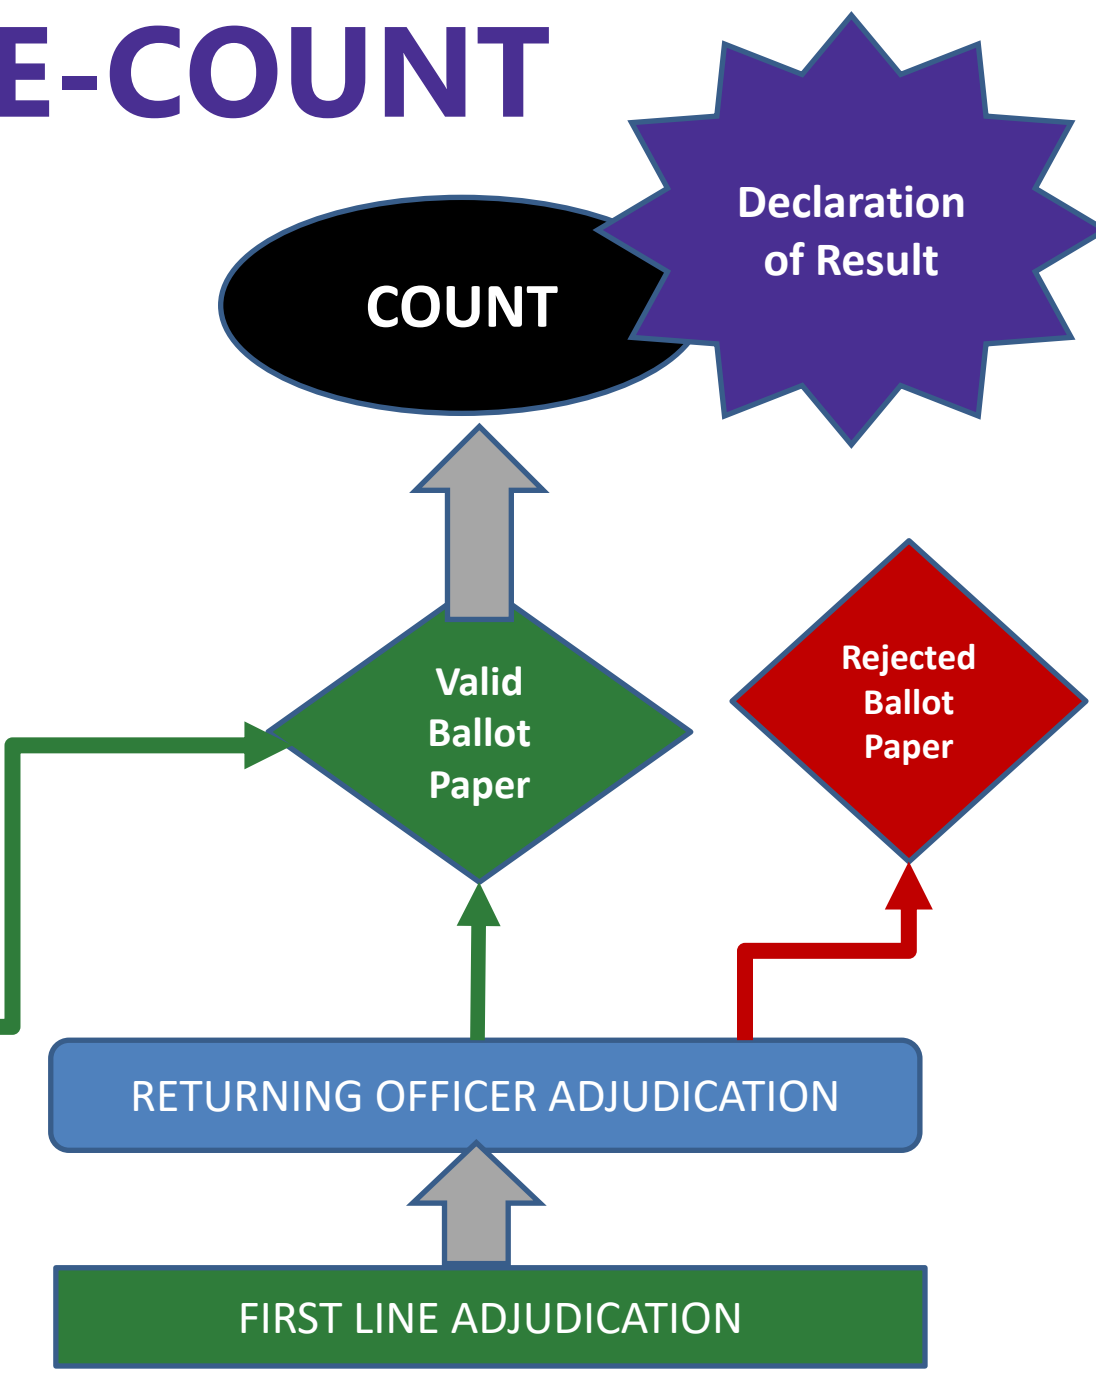 E-COUNT
Declaration
of Result
COUNT
Valid
Ballot
Paper
Rejected
Ballot
Paper
RETURNING OFFICER ADJUDICATION
FIRST LINE ADJUDICATION